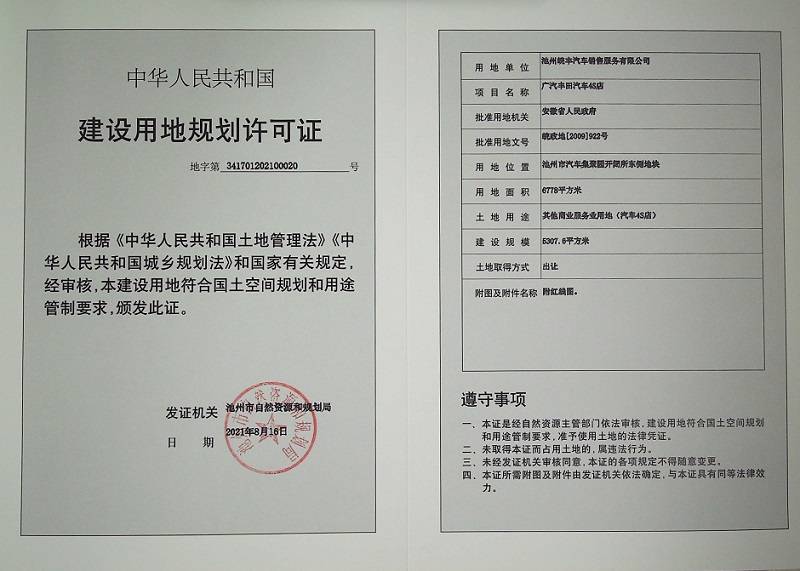 中华人民共和国
建设用地规划许可证
地字第 341701202100020 号
根据《中华人民共和国土地管理法》《中
华人民共和国城乡规划法》和国家有关规定，
经审核，本建设用地符合国土空间规划和用途
管制要求，颁发此证。
发证机关 池州市自然资源和规划局
日 期 2021年8月16日
用地单位 池州皖丰汽车销售服务有限公司
项目名称 广汽丰田汽车4S店
批准用地机关 安徽省人民政府
批准用地文号 皖政地[2009]922号
用地位置 池州市汽车集聚园开闭所东侧地块
用地面积 6778平方米
土地用途 其他商业服务业用地（汽车4S店）
建设规模 5307.6平方米
土地取得方式 出让
附图及附件名称 附红线图。
遵守事项
一、本证是经自然资源主管部门依法审核，建设用地符合国土空间规划
和用途管制要求，准予使用土地的法律凭证。
二、未取得本证而占用土地的，属违法行为。
三、未经发证机关审核同意，本证的各项规定不得随意变更。
四、本证所需附图及附件由发证机关依法确定，与本证具有同等法律效
力。